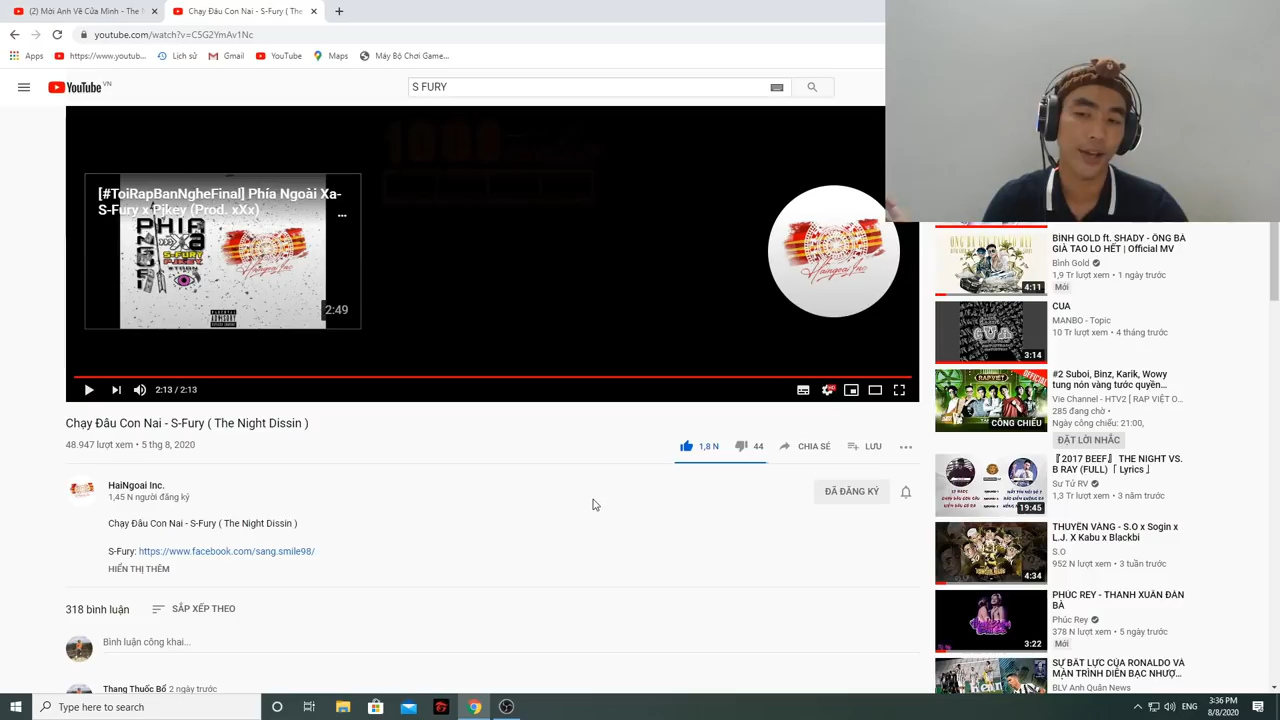 (2) Mời Anh Về Của Mình - The N
Chạy Đâu Con Nai - S-Fury ( The
youtube.com/watch?v=C5G2YmAv1Nc
Apps
https://www.youtub...
Lịch sử
Gmail
YouTube
Maps
Máy Bộ Chơi Game...
YouTube VN
S FURY
[#ToiRapBanNgheFinal] Phía Ngoài Xa-
S-Fury x Pjkey (Prod. xXx)
2:49
Haingoai Inc
2:13 / 2:13
Chạy Đâu Con Nai - S-Fury ( The Night Dissin )
48.947 lượt xem • 5 thg 8, 2020
1,8 N
44
CHIA SẺ
LƯU
HaiNgoai Inc.
1,45 N người đăng ký
ĐÃ ĐĂNG KÝ
Chạy Đâu Con Nai - S-Fury ( The Night Dissin )
S-Fury: https://www.facebook.com/sang.smile98/
HIỂN THỊ THÊM
318 bình luận
SẮP XẾP THEO
Bình luận công khai...
Thang Thuốc Bổ 2 ngày trước
BÌNH GOLD ft. SHADY - ÔNG BÀ
GIÀ TAO LO HẾT | Official MV
Bình Gold
1,9 Tr lượt xem • 1 ngày trước
Mới
4:11
CUA
MANBO - Topic
10 Tr lượt xem • 4 tháng trước
3:14
#2 Suboi, Binz, Karik, Wowy
tung nón vàng tước quyền...
Vie Channel - HTV2 [ RAP VIỆT O...
285 đang chờ •
Ngày công chiếu: 21:00,
CÔNG CHIẾU
ĐẶT LỜI NHẮC
『2017 BEEF』 THE NIGHT VS.
B RAY (FULL)「 Lyrics 」
Sư Tử RV
1,3 Tr lượt xem • 3 năm trước
19:45
THUYỀN VÀNG - S.O x Sogin x
L.J. X Kabu x Blackbi
S.O
952 N lượt xem • 3 tuần trước
4:34
PHÚC REY - THANH XUÂN ĐÀN
BÀ
Phúc Rey
378 N lượt xem • 5 ngày trước
Mới
3:22
SỰ BẤT LỰC CỦA RONALDO VÀ
MÀN TRÌNH DIỄN BẠC NHƯỢ...
BLV Anh Quân News
Type here to search
ENG
3:36 PM
8/8/2020